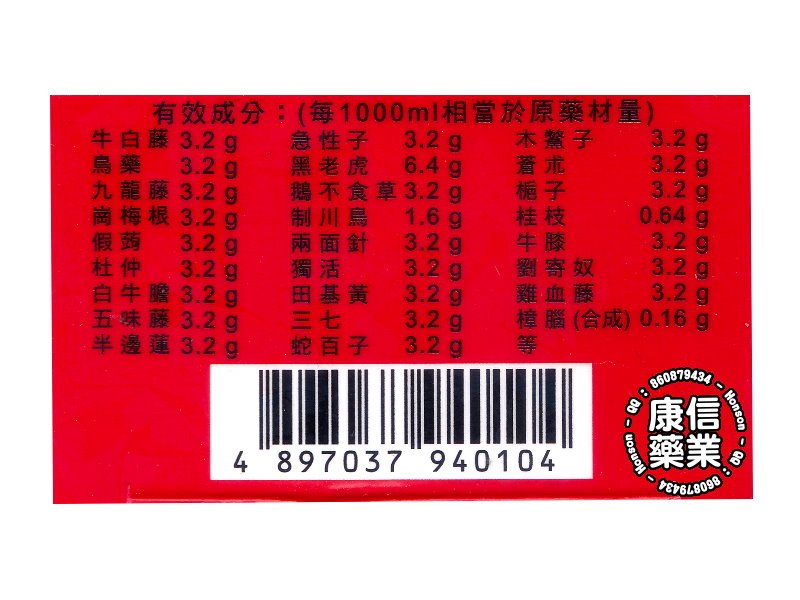 有效成分：(每1000ml相當於原藥材量)
牛白藤 3.2 g 急性子 3.2 g 木鱉子 3.2 g
烏藥 3.2 g 黑老虎 6.4 g 蒼朮 3.2 g
九龍藤 3.2 g 鵝不食草 3.2 g 梔子 3.2 g
崗梅根 3.2 g 制川烏 1.6 g 桂枝 0.64 g
假蒟 3.2 g 兩面針 3.2 g 牛膝 3.2 g
杜仲 3.2 g 獨活 3.2 g 劉寄奴 3.2 g
白牛膽 3.2 g 田基黃 3.2 g 雞血藤 3.2 g
五味藤 3.2 g 三七 3.2 g 樟腦(合成) 0.16 g
半邊蓮 3.2 g 蛇百子 3.2 g 等
4 897037 940104
QQ：860879434 - Honson -
康信
藥業
QQ：860879434 - Honson -